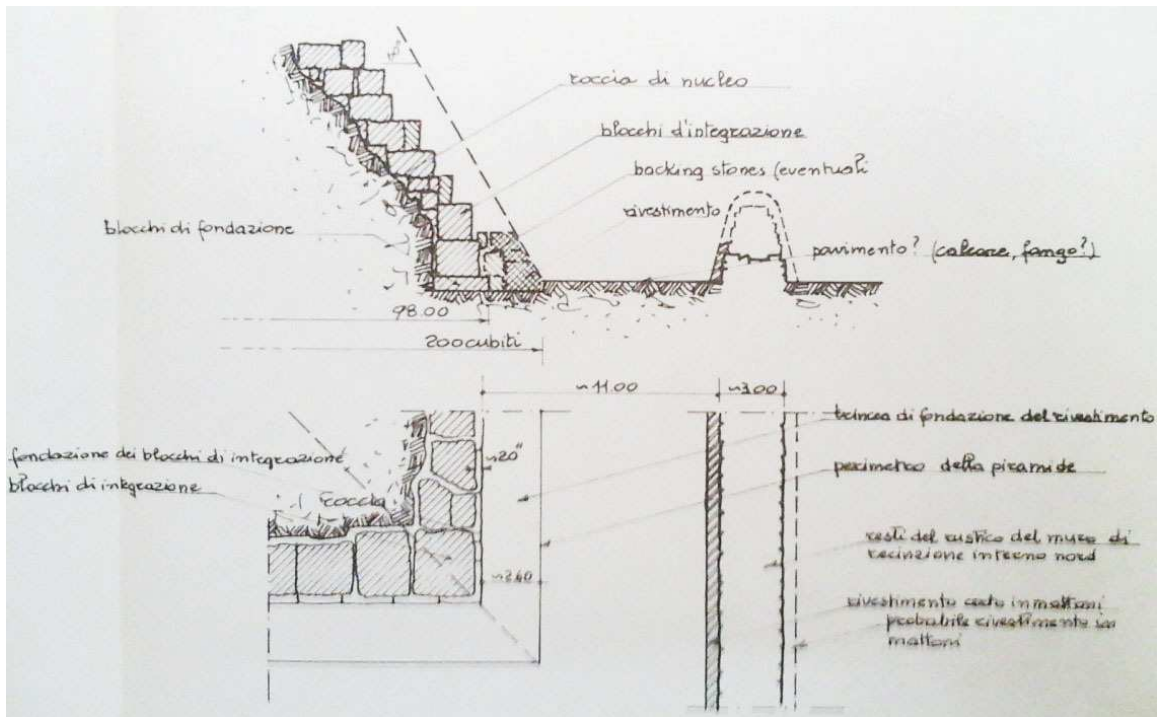 roccia di nucleo
blocchi d'integrazione
backing stones (eventuali?
rivestimento
pavimento? (calcare, fango?)
blocchi di fondazione
98.00
200 cubiti
~11.00
~3.00
trincea di fondazione del rivestimento
fondazione dei blocchi di integrazione
~20"
perimetro della piramide
blocchi di integrazione
roccia
resti del rustico del muro di
recinzione interno nord
~2.60
rivestimento certo in mattoni
probabile rivestimento in
mattoni